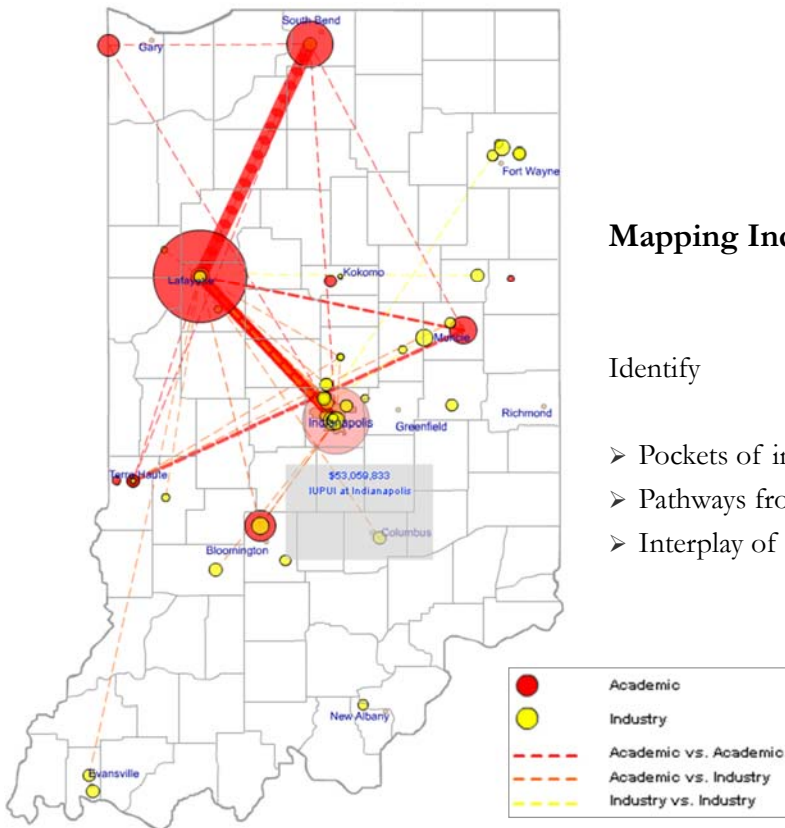 South Bend
Gary
Fort Wayne
Mapping Ind
Lafayette
Kokomo
Identify
Muncie
Indianapolis
Greenfield
Richmond
➢ Pockets of in
Terre Haute
$53,059,833
IUPUI at Indianapolis
➢ Pathways fro
Columbus
➢ Interplay of
Bloomington
Academic
New Albany
Industry
Academic vs. Academic
Evansville
Academic vs. Industry
Industry vs. Industry